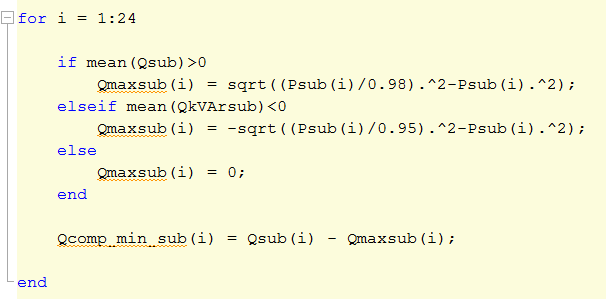 for i = 1:24
if mean(Qsub)>0
Qmaxsub(i) = sqrt((Psub(i)/0.98).^2-Psub(i).^2);
elseif mean(QkVArsub)<0
Qmaxsub(i) = -sqrt((Psub(i)/0.95).^2-Psub(i).^2);
else
Qmaxsub(i) = 0;
end
Qcomp_min_sub(i) = Qsub(i) - Qmaxsub(i);
end